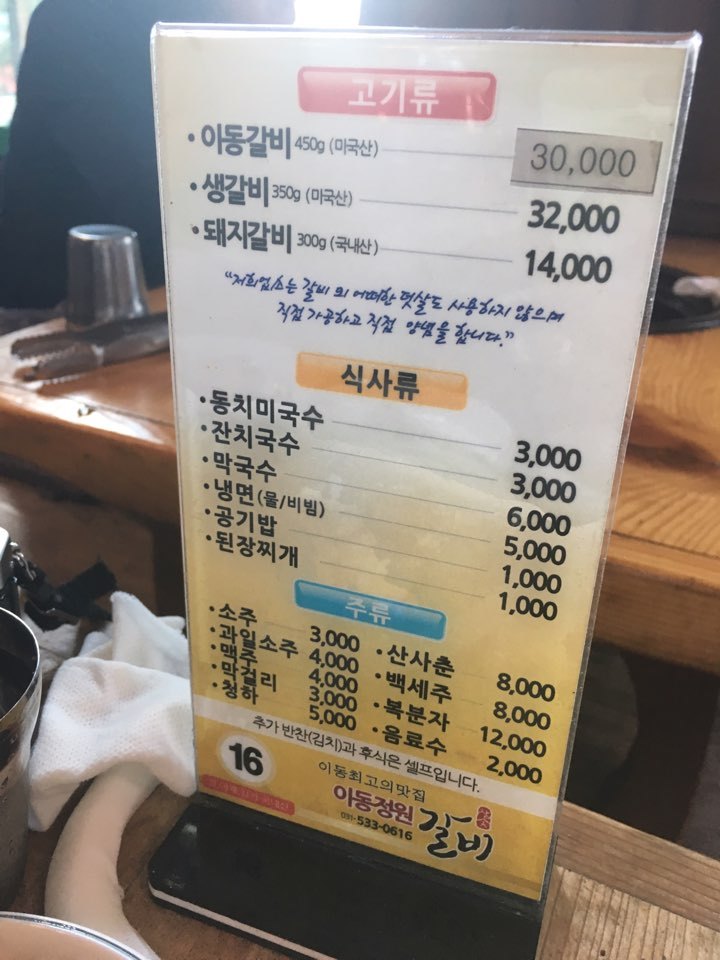 고기류
• 이동갈비 450g (미국산) 30,000
• 생갈비 350g (미국산) 32,000
• 돼지갈비 300g (국내산) 14,000
“저희업소는 갈비 외 어떠한 덧살도 사용하지 않으며
직접 가공하고 직접 양념을 합니다.”
식사류
• 동치미국수 3,000
• 잔치국수 3,000
• 막국수 6,000
• 냉면(물/비빔) 5,000
• 공기밥 1,000
• 된장찌개 1,000
주류
• 소주 3,000
• 과일소주 4,000
• 맥주 4,000
• 막걸리 3,000
• 청하 5,000
• 산사춘 8,000
• 백세주 8,000
• 복분자 12,000
• 음료수 2,000
추가 반찬(김치)과 후식은 셀프입니다.
16
이동최고의맛집
이동정원 갈비
031-533-0616